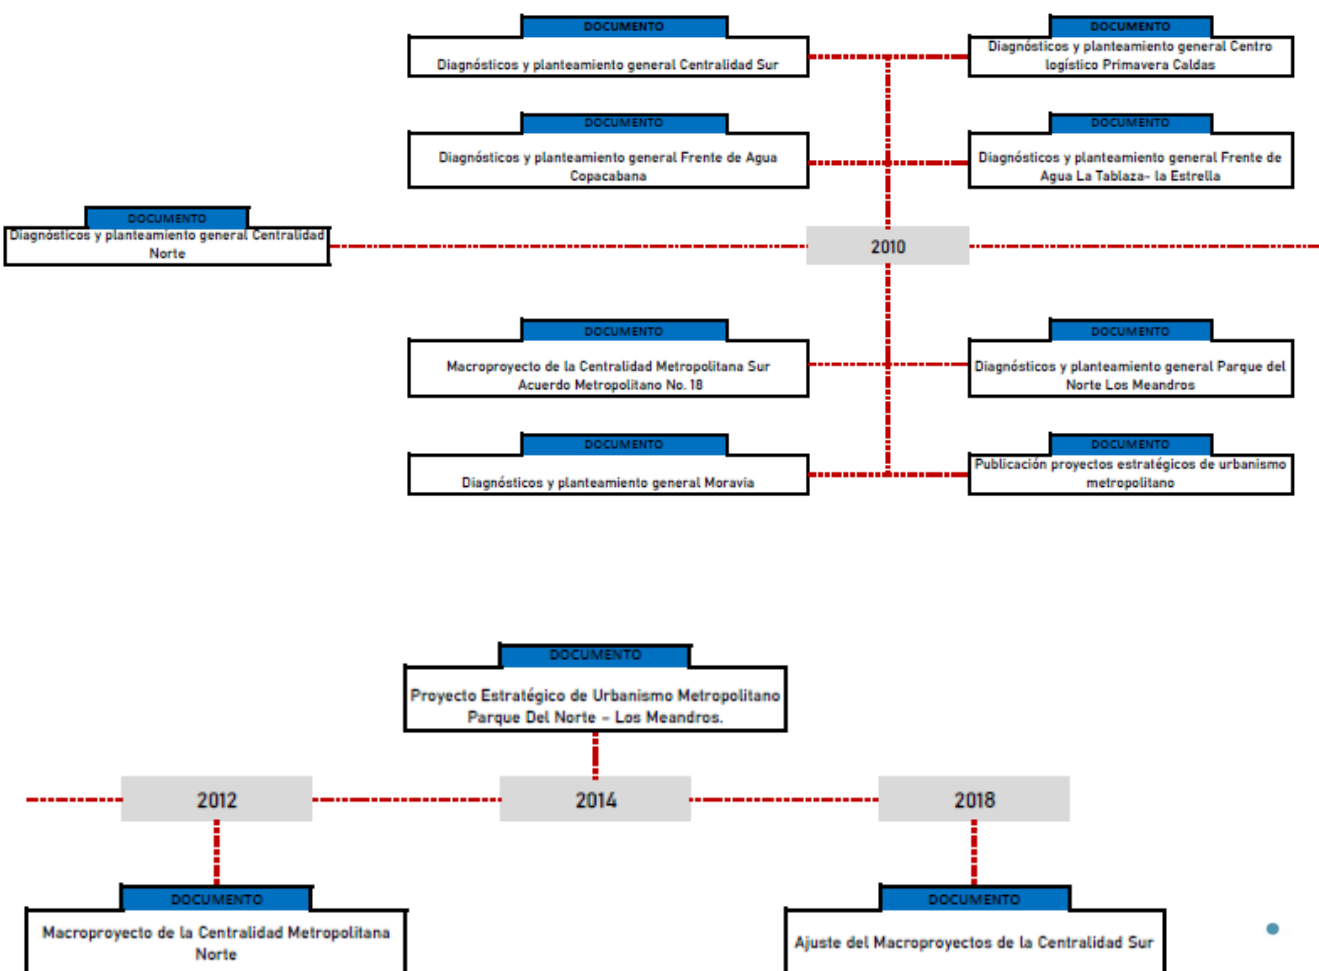 DOCUMENTO
Diagnósticos y planteamiento general Centralidad Sur
DOCUMENTO
Diagnósticos y planteamiento general Centro
logístico Primavera Caldas
DOCUMENTO
Diagnósticos y planteamiento general Frente de Agua
Copacabana
DOCUMENTO
Diagnósticos y planteamiento general Frente de
Agua La Tablaza- la Estrella
DOCUMENTO
Diagnósticos y planteamiento general Centralidad
Norte
2010
DOCUMENTO
Macroproyecto de la Centralidad Metropolitana Sur
Acuerdo Metropolitano No. 18
DOCUMENTO
Diagnósticos y planteamiento general Parque del
Norte Los Meandros
DOCUMENTO
Diagnósticos y planteamiento general Moravia
DOCUMENTO
Publicación proyectos estratégicos de urbanismo
metropolitano
DOCUMENTO
Proyecto Estratégico de Urbanismo Metropolitano
Parque Del Norte – Los Meandros.
2012
2014
2018
DOCUMENTO
Macroproyecto de la Centralidad Metropolitana
Norte
DOCUMENTO
Ajuste del Macroproyectos de la Centralidad Sur